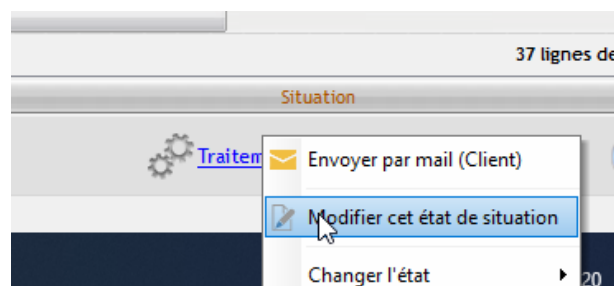 37 lignes de
Situation
Traitem
Envoyer par mail (Client)
Modifier cet état de situation
Changer l'état
20